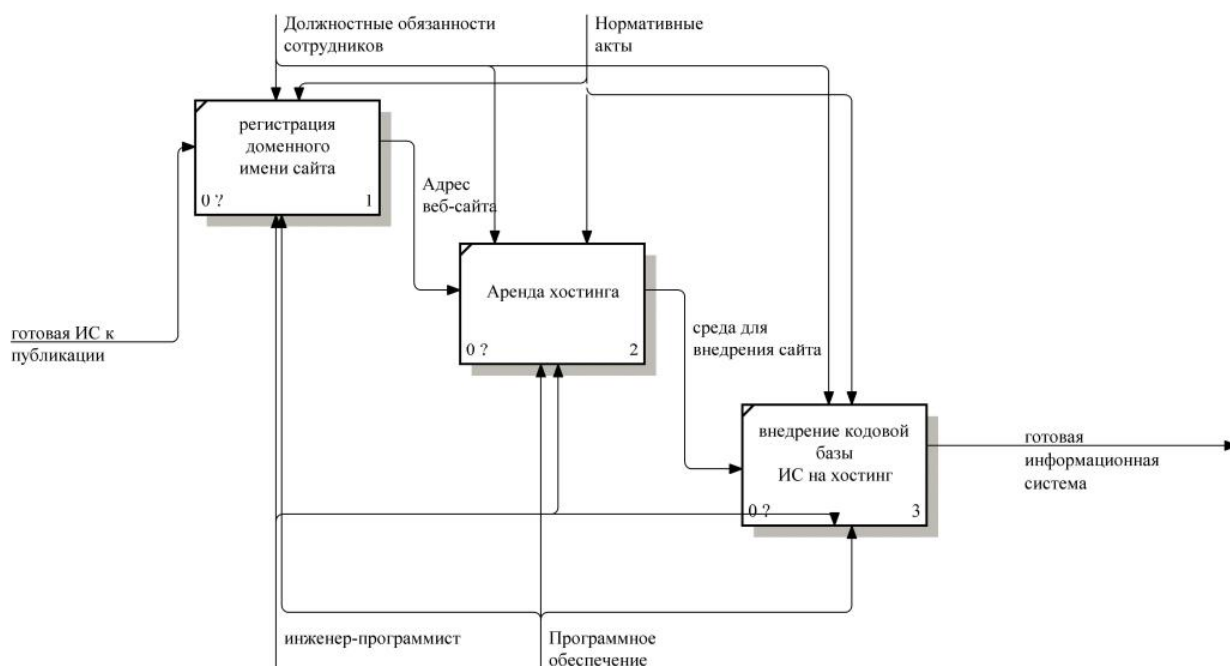 Должностные обязанности
сотрудников
Нормативные
акты
регистрация
доменного
имени сайта
0 ?
1
Адрес
веб-сайта
Аренда хостинга
0 ?
2
готовая ИС к
публикации
среда для
внедрения сайта
внедрение кодовой
базы
ИС на хостинг
0 ?
3
готовая
информационная
система
инженер-программист
Программное
обеспечение